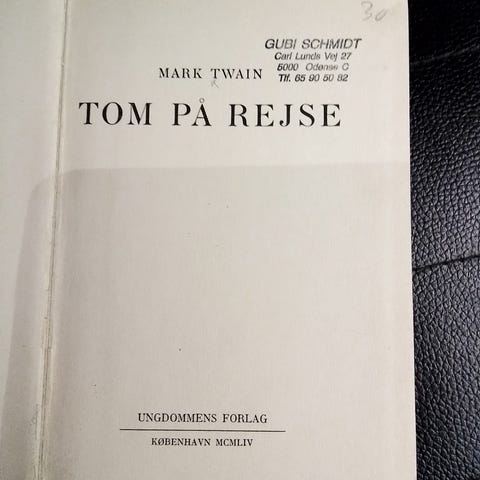 30
GUBI SCHMIDT
Carl Lunds Vej 27
5000 Odense C
Tlf. 65 90 50 82
MARK TWAIN
TOM PÅ REJSE
UNGDOMMENS FORLAG
KØBENHAVN MCMLIV